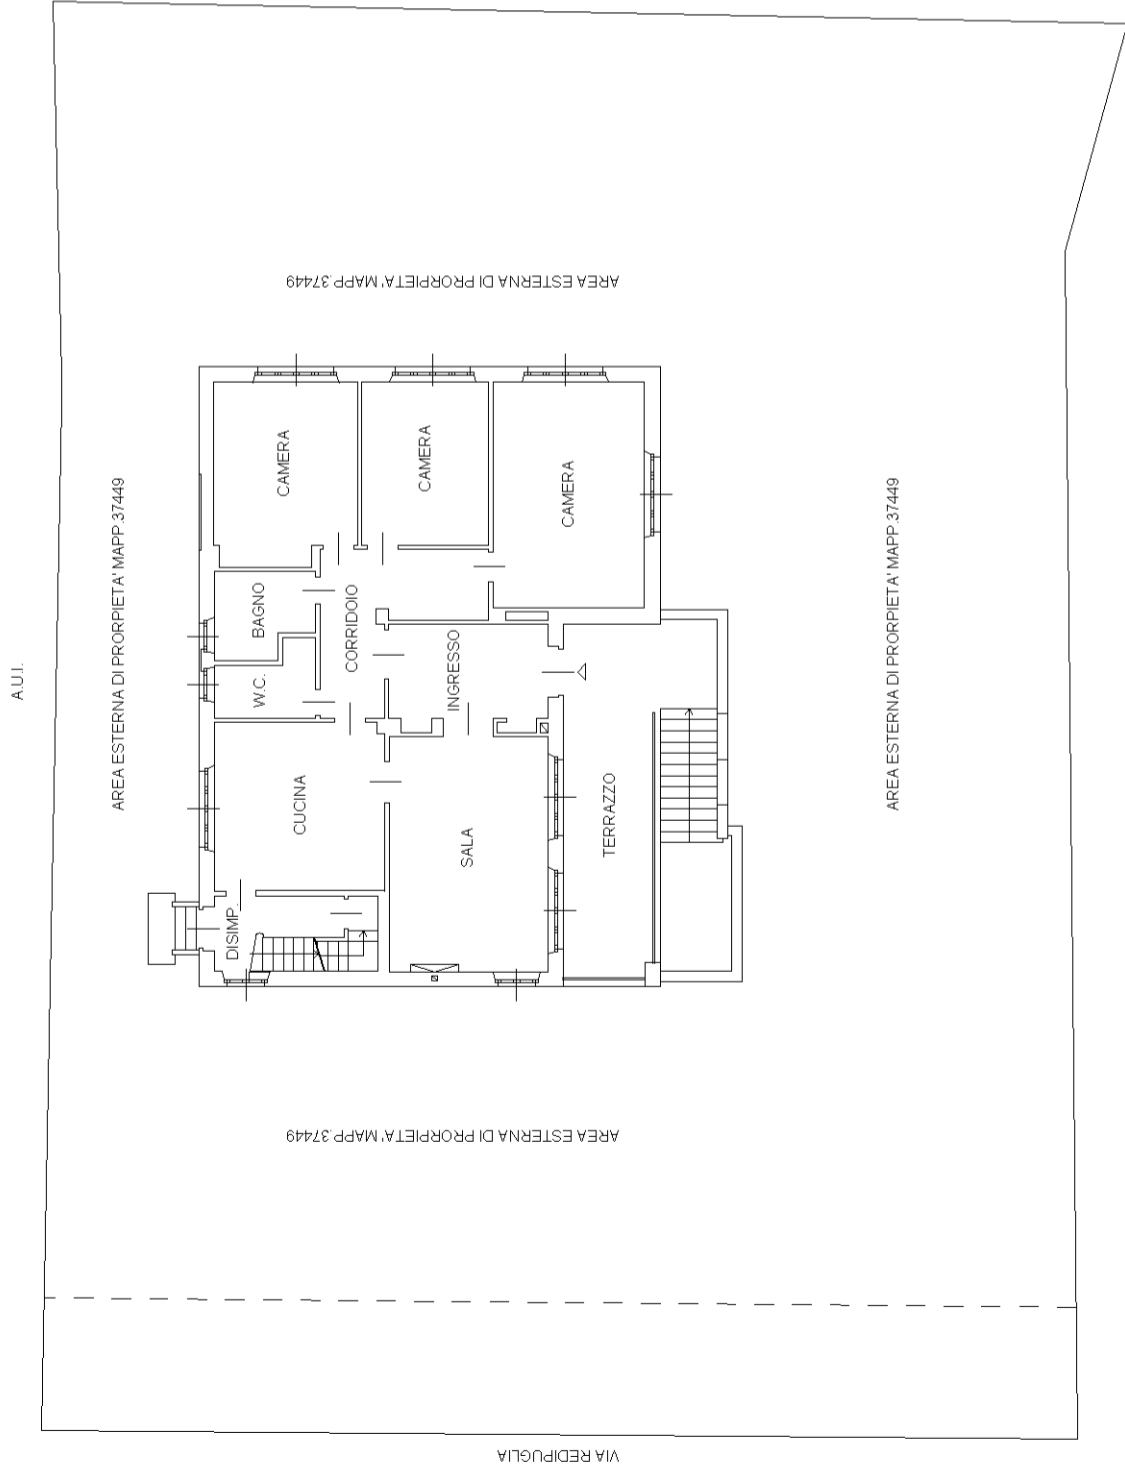 AREA ESTERNA DI PRORPIETA' MAPP.37449
CAMERA
CAMERA
CAMERA
AREA ESTERNA DI PRORPIETA' MAPP.37449
AREA ESTERNA DI PRORPIETA' MAPP.37449
A.U.I.
BAGNO
CORRIDOIO
INGRESSO
W.C.
CUCINA
SALA
TERRAZZO
DISIMP.
AREA ESTERNA DI PRORPIETA' MAPP.37449
VIA REDIPUGLIA